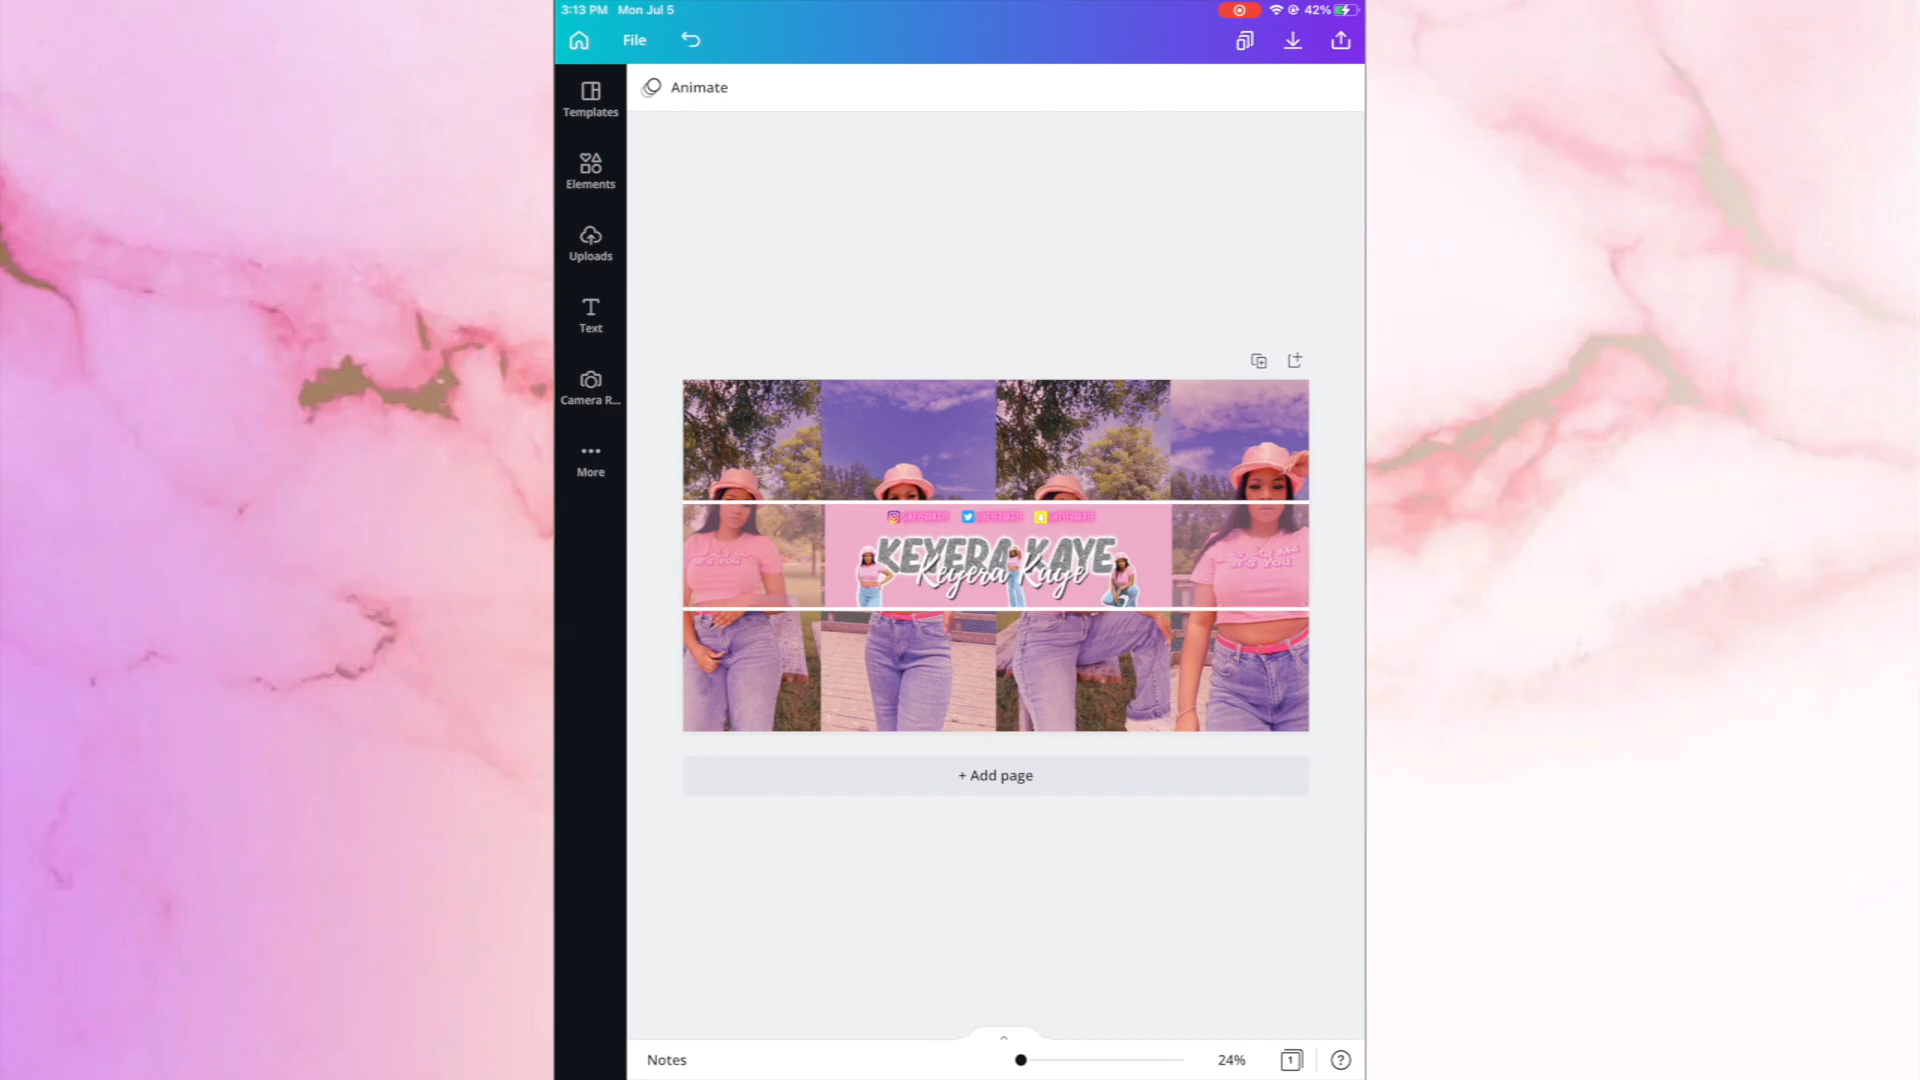 3:13 PM Mon Jul 5
42%
File
Animate
Templates
Elements
Uploads
Text
Camera R...
More
KEYERA KAYE
Keyera Kaye
+ Add page
Notes
24%
1
?